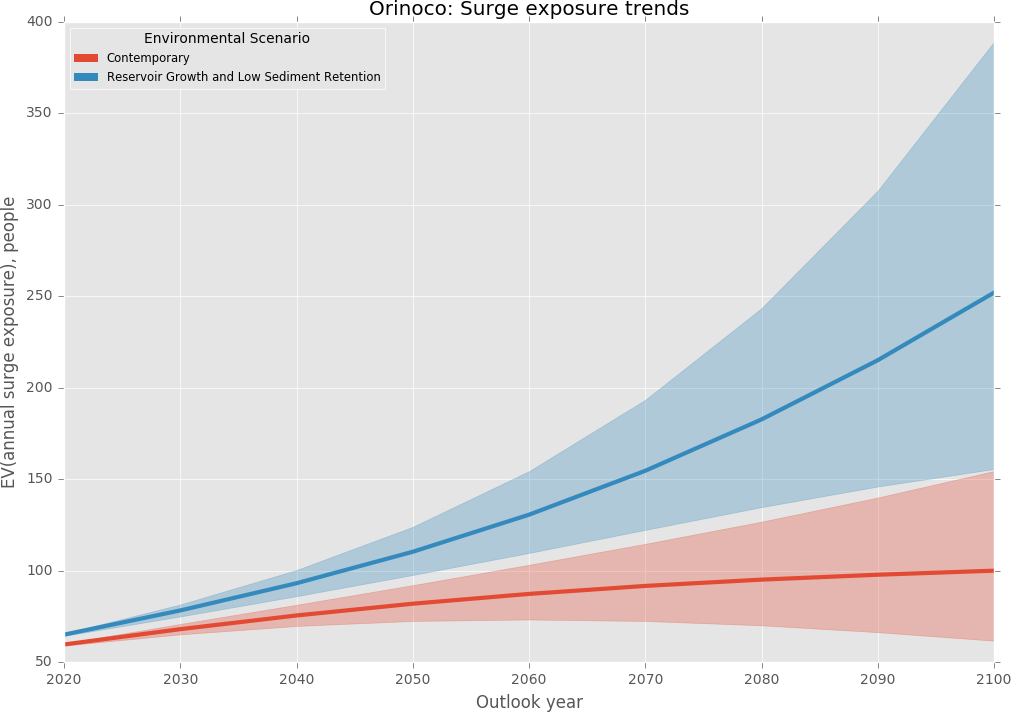 Orinoco: Surge exposure trends
Environmental Scenario
Contemporary
Reservoir Growth and Low Sediment Retention
EV(annual surge exposure), people
400
350
300
250
200
150
100
50
2020 2030 2040 2050 2060 2070 2080 2090 2100
Outlook year